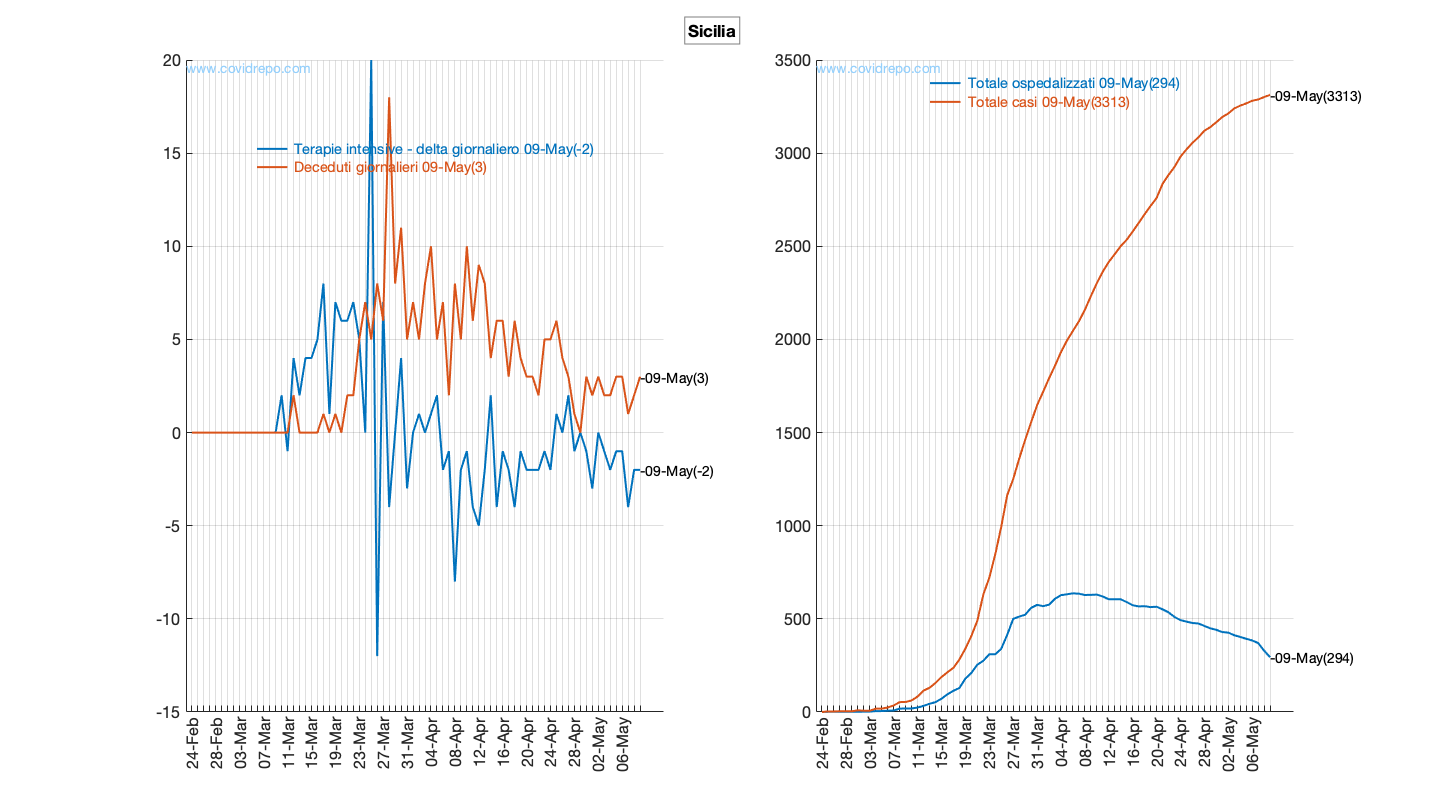 Sicilia
www.covidrepo.com
Terapie intensive - delta giornaliero 09-May(-2)
Deceduti giornalieri 09-May(3)
20
15
10
5
0
-5
-10
-15
-09-May(3)
-09-May(-2)
24-Feb
28-Feb
03-Mar
07-Mar
11-Mar
15-Mar
19-Mar
23-Mar
27-Mar
31-Mar
04-Apr
08-Apr
12-Apr
16-Apr
20-Apr
24-Apr
28-Apr
02-May
06-May
www.covidrepo.com
Totale ospedalizzati 09-May(294)
Totale casi 09-May(3313)
3500
3000
2500
2000
1500
1000
500
0
-09-May(3313)
-09-May(294)
24-Feb
28-Feb
03-Mar
07-Mar
11-Mar
15-Mar
19-Mar
23-Mar
27-Mar
31-Mar
04-Apr
08-Apr
12-Apr
16-Apr
20-Apr
24-Apr
28-Apr
02-May
06-May